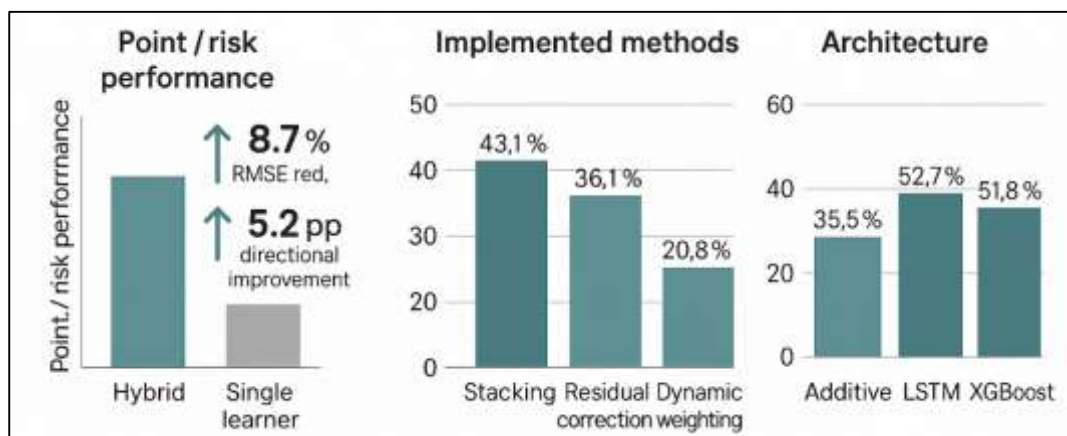 Point / risk
performance
Point./ risk perforrnance
8.7 %
RMSE red,
5.2 pp
directional
improvement
Hybrid
Single
learner
Implemented methods
50
40
30
20
0
43,1 %
36,1 %
20,8 %
Stacking
Residual
correction
Dynamic
weighting
Architecture
60
40
20
0
35,5 %
52,7 %
51,8 %
Additive
LSTM
XGBoost